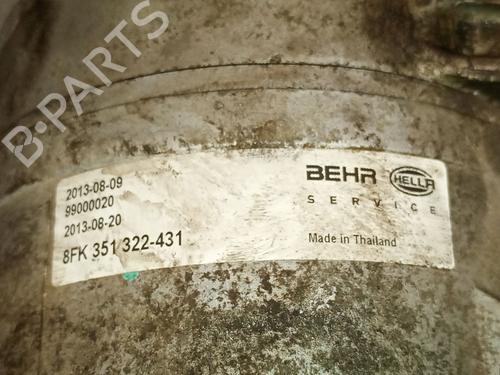 B-PARTS
2013-08-09
99000020
2013-08-20
8FK 351 322-431
BEHR HELLA
SERVICE
Made in Thailand